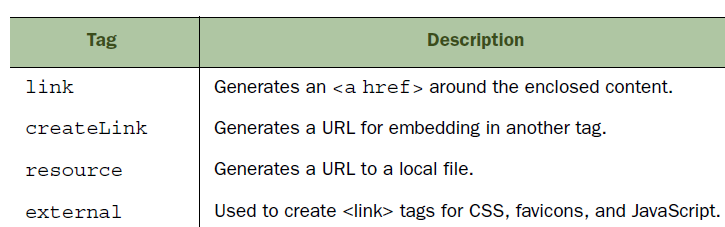 Tag Description
link Generates an <a href> around the enclosed content.
createLink Generates a URL for embedding in another tag.
resource Generates a URL to a local file.
external Used to create <link> tags for CSS, favicons, and JavaScript.